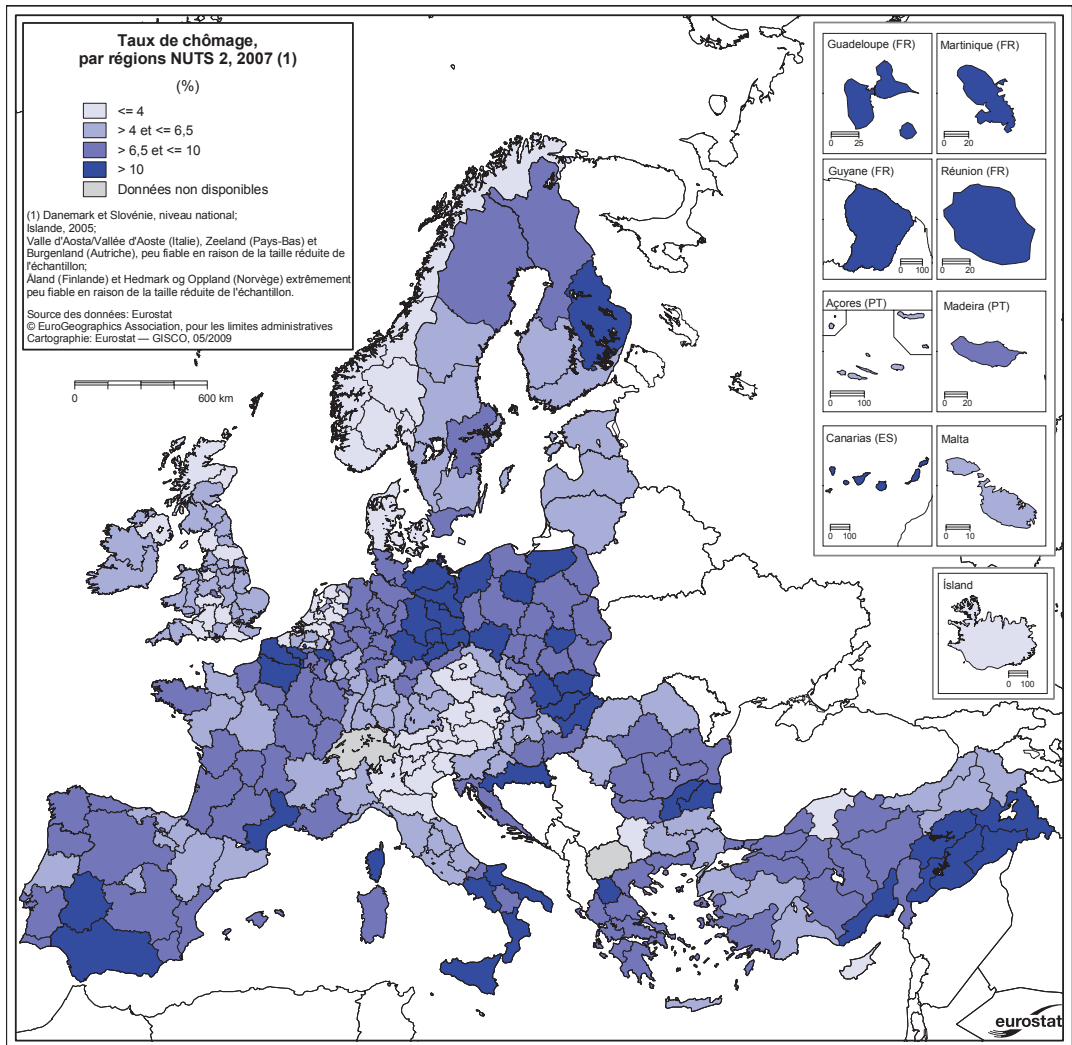 Taux de chômage,
par régions NUTS 2, 2007 (1)
(%)
<= 4
> 4 et <= 6,5
> 6,5 et <= 10
> 10
Données non disponibles
(1) Danemark et Slovénie, niveau national;
Islande, 2005;
Valle d'Aosta/Vallée d'Aoste (Italie), Zeeland (Pays-Bas) et
Burgenland (Autriche), peu fiable en raison de la taille réduite de
l'échantillon;
Åland (Finlande) et Hedmark og Oppland (Norvège) extrêmement
peu fiable en raison de la taille réduite de l'échantillon.
Source des données: Eurostat
© EuroGeographics Association, pour les limites administratives
Cartographie: Eurostat — GISCO, 05/2009
0 600 km
Guadeloupe (FR)
0 25
Martinique (FR)
0 20
Guyane (FR)
0 100
Réunion (FR)
0 20
Açores (PT)
0 100
Madeira (PT)
0 20
Canarias (ES)
0 100
Malta
0 10
Ísland
0 100
eurostat